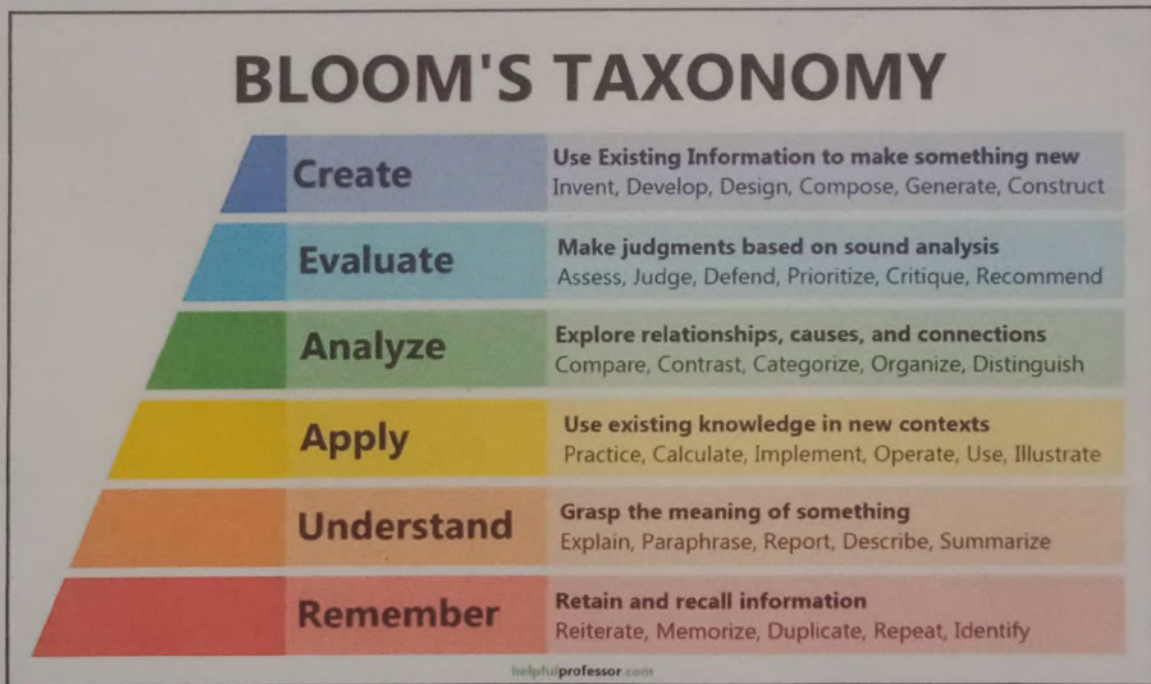 BLOOM'S TAXONOMY
Create
Use Existing Information to make something new
Invent, Develop, Design, Compose, Generate, Construct
Evaluate
Make judgments based on sound analysis
Assess, Judge, Defend, Prioritize, Critique, Recommend
Analyze
Explore relationships, causes, and connections
Compare, Contrast, Categorize, Organize, Distinguish
Apply
Use existing knowledge in new contexts
Practice, Calculate, Implement, Operate, Use, Illustrate
Understand
Grasp the meaning of something
Explain, Paraphrase, Report, Describe, Summarize
Remember
Retain and recall information
Reiterate, Memorize, Duplicate, Repeat, Identify
helpfulprofessor.com